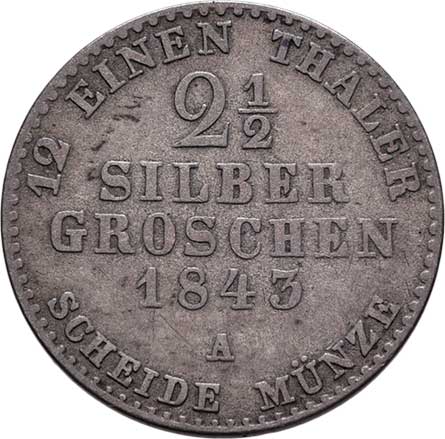 12 EINEN THALER
2 1/2
SILBER
GROSCHEN
1843
A
SCHEIDE MÜNZE